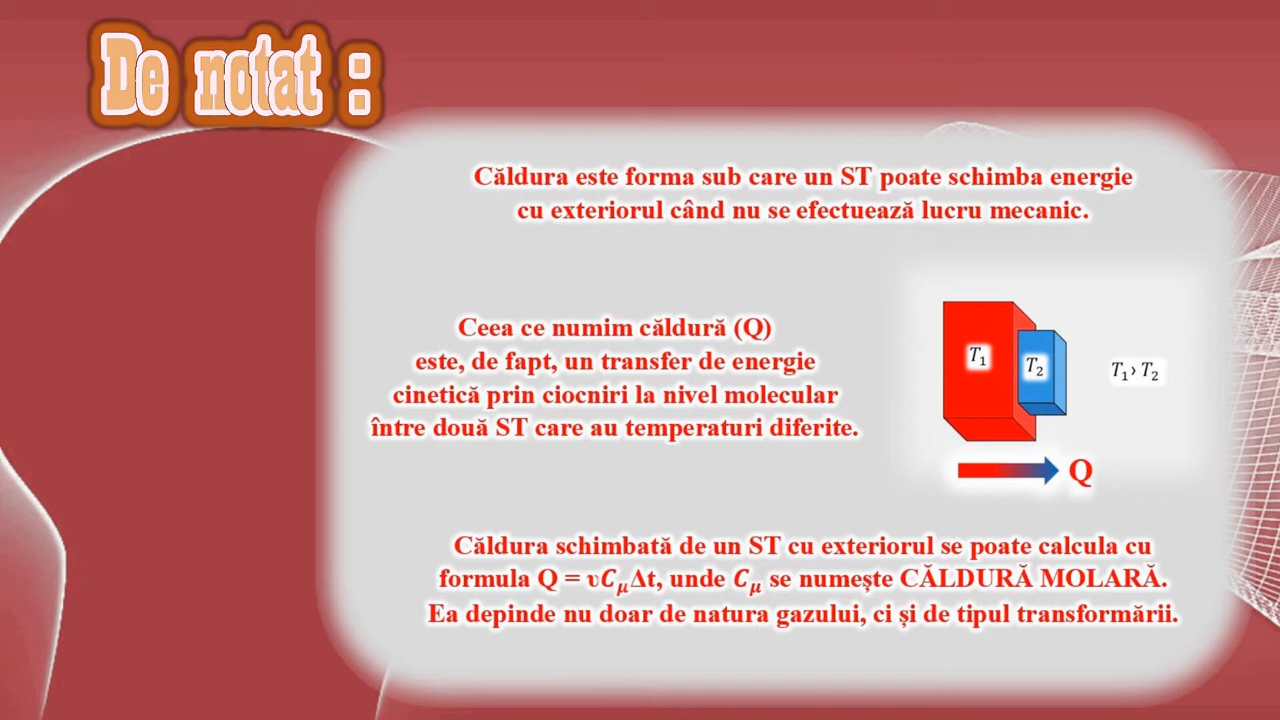 De notat :
Căldura este forma sub care un ST poate schimba energie
cu exteriorul când nu se efectuează lucru mecanic.
Ceea ce numim căldură (Q)
este, de fapt, un transfer de energie
cinetică prin ciocniri la nivel molecular
între două ST care au temperaturi diferite.
T₁
T₂
T₁› T₂
Q
Căldura schimbată de un ST cu exteriorul se poate calcula cu
formula Q = υC_μΔt, unde C_μ se numește CĂLDURĂ MOLARĂ.
Ea depinde nu doar de natura gazului, ci și de tipul transformării.